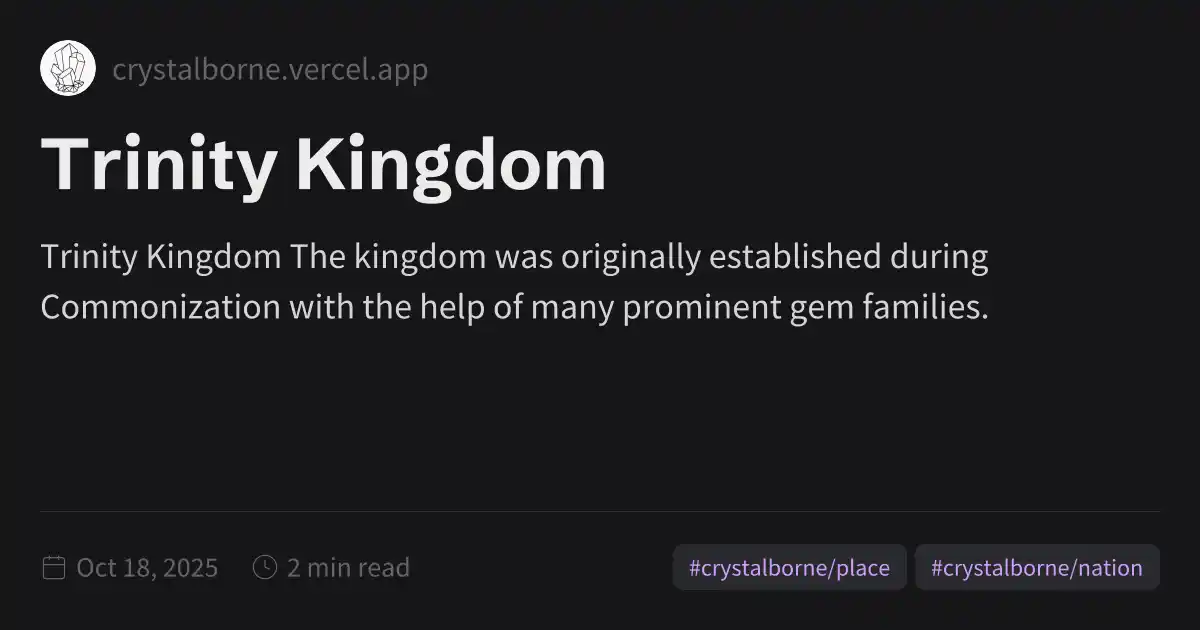 crystalborne.vercel.app
Trinity Kingdom
Trinity Kingdom The kingdom was originally established during
Commonization with the help of many prominent gem families.
Oct 18, 2025 2 min read #crystalborne/place #crystalborne/nation